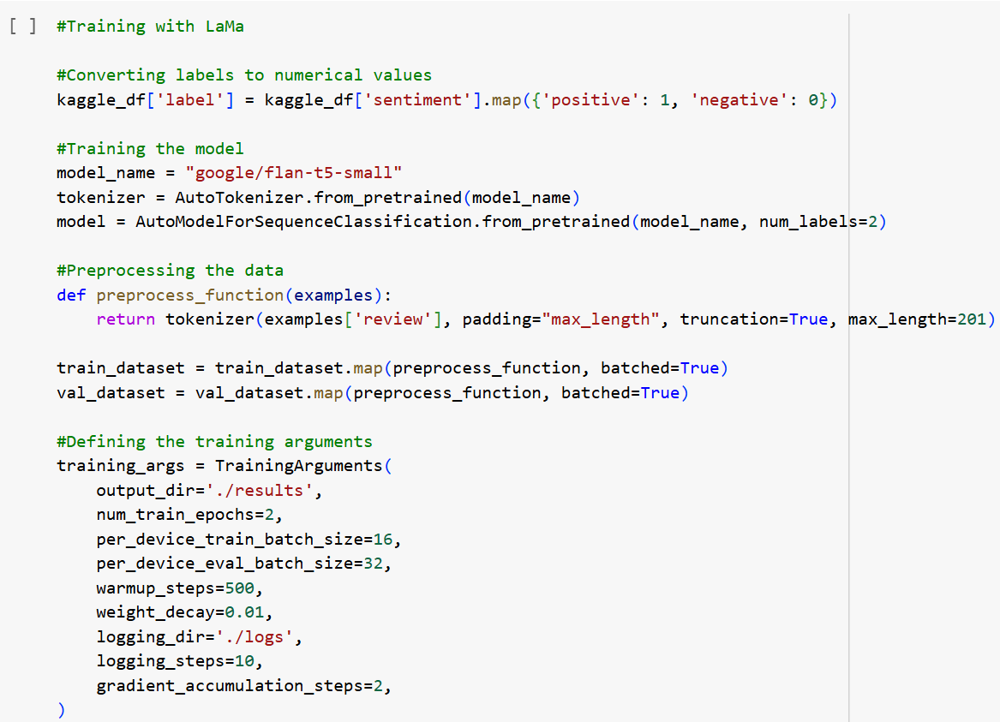 [ ] #Training with LaMa
#Converting labels to numerical values
kaggle_df['label'] = kaggle_df['sentiment'].map({'positive': 1, 'negative': 0})
#Training the model
model_name = "google/flan-t5-small"
tokenizer = AutoTokenizer.from_pretrained(model_name)
model = AutoModelForSequenceClassification.from_pretrained(model_name, num_labels=2)
#Preprocessing the data
def preprocess_function(examples):
    return tokenizer(examples['review'], padding="max_length", truncation=True, max_length=201)
train_dataset = train_dataset.map(preprocess_function, batched=True)
val_dataset = val_dataset.map(preprocess_function, batched=True)
#Defining the training arguments
training_args = TrainingArguments(
    output_dir='./results',
    num_train_epochs=2,
    per_device_train_batch_size=16,
    per_device_eval_batch_size=32,
    warmup_steps=500,
    weight_decay=0.01,
    logging_dir='./logs',
    logging_steps=10,
    gradient_accumulation_steps=2,
)